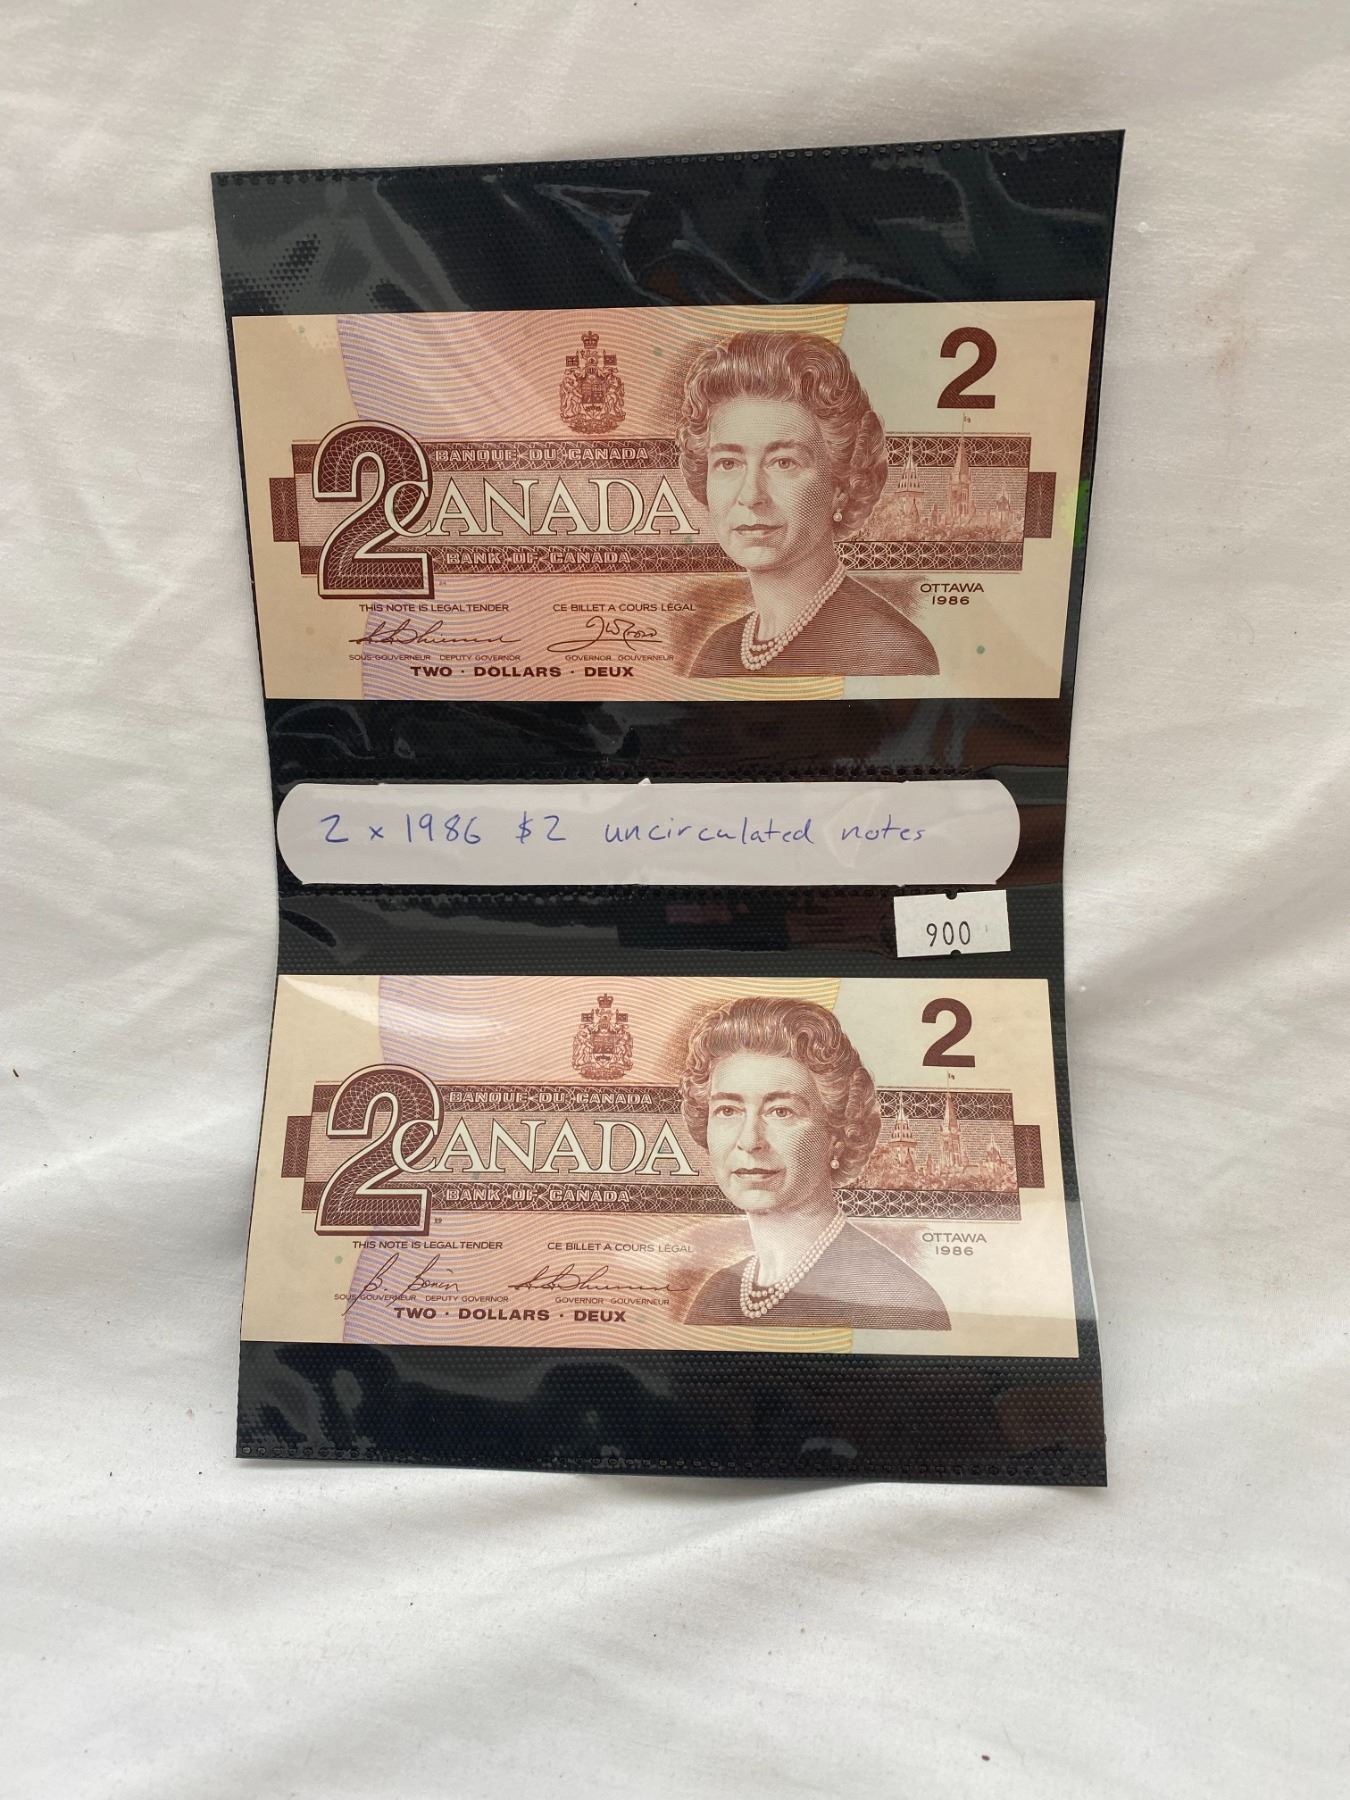 2
BANQUE DU CANADA
2
CANADA
BANK OF CANADA
OTTAWA
1986
THIS NOTE IS LEGAL TENDER CE BILLET A COURS LÉGAL
SOUS-GOUVERNEUR DEPUTY GOVERNOR GOVERNOR GOUVERNEUR
TWO · DOLLARS · DEUX
2 x 1986 $2 uncirculated notes
900
2
BANQUE DU CANADA
2
CANADA
BANK OF CANADA
OTTAWA
1986
THIS NOTE IS LEGAL TENDER CE BILLET A COURS LÉGAL
SOUS-GOUVERNEUR DEPUTY GOVERNOR GOVERNOR GOUVERNEUR
TWO · DOLLARS · DEUX